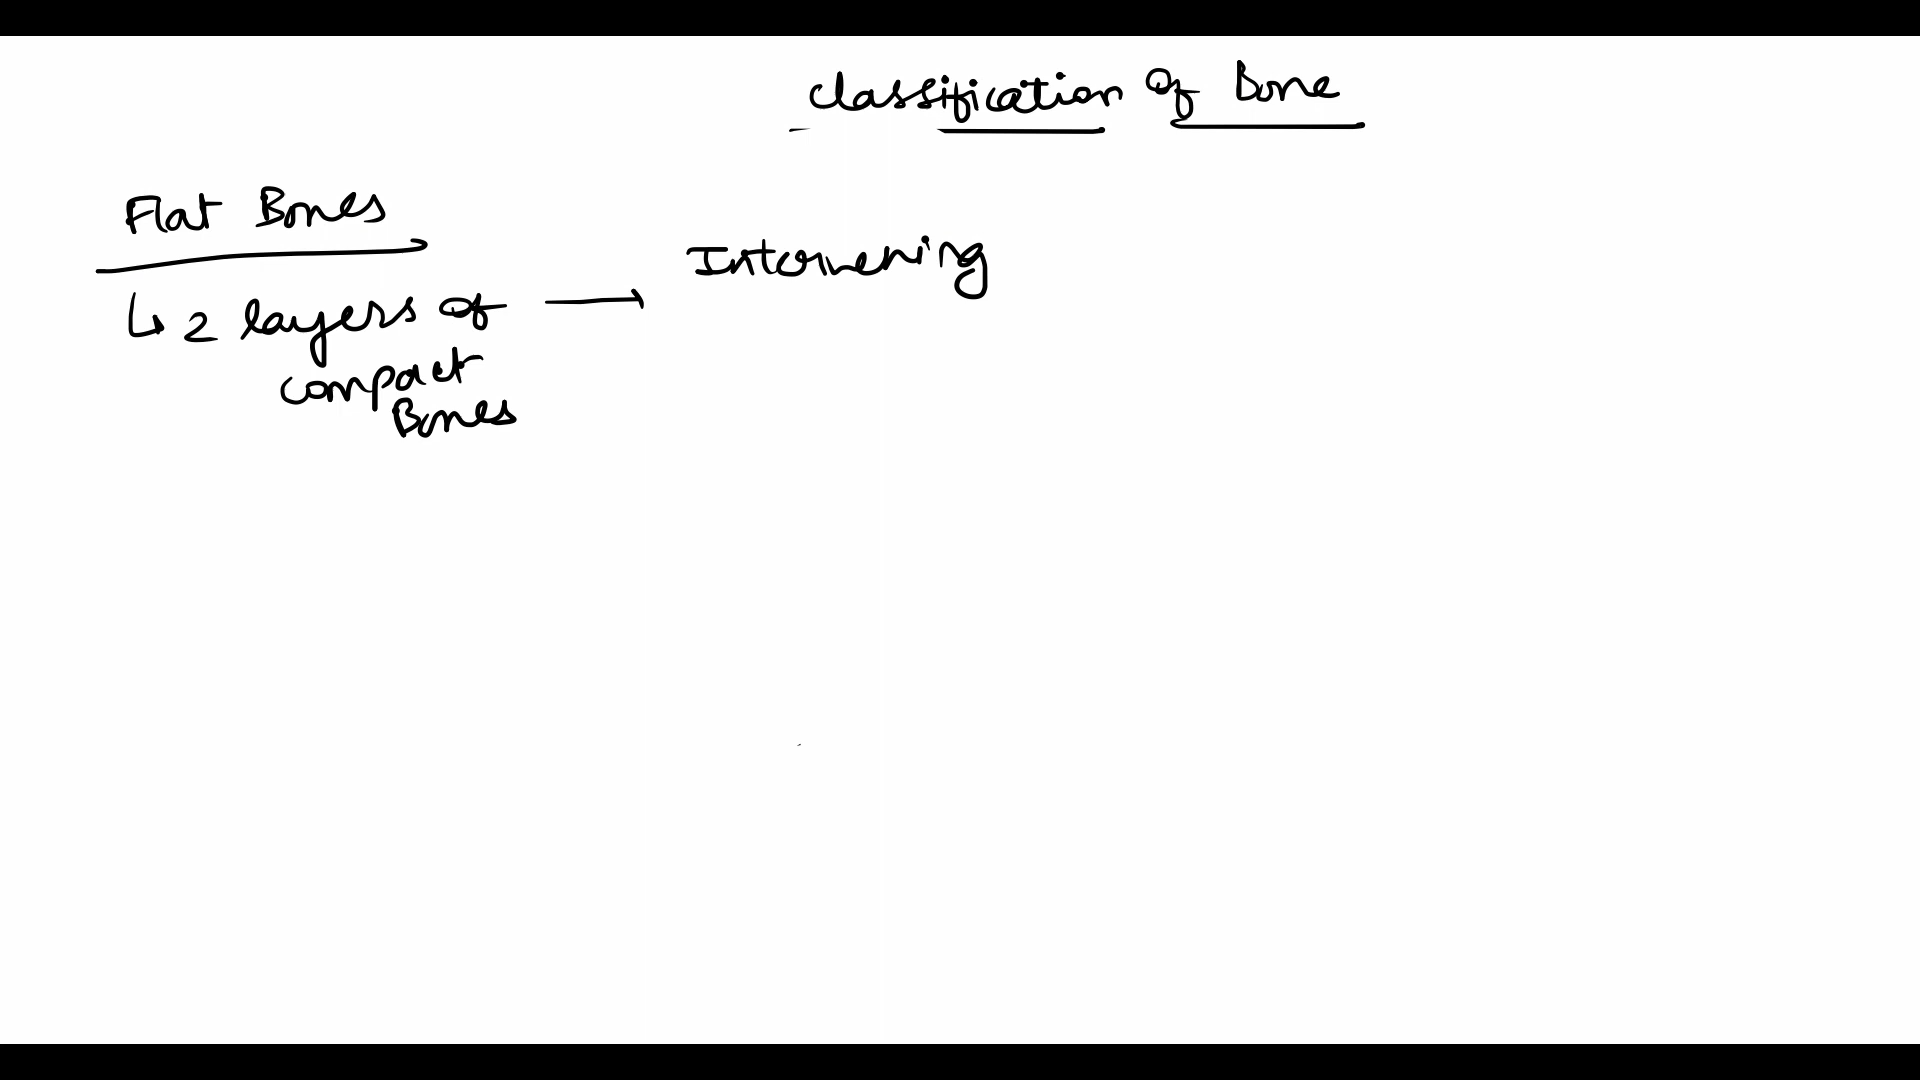 Classification of Bone
Flat Bones
↳ 2 layers of → Intervening
compact
Bones